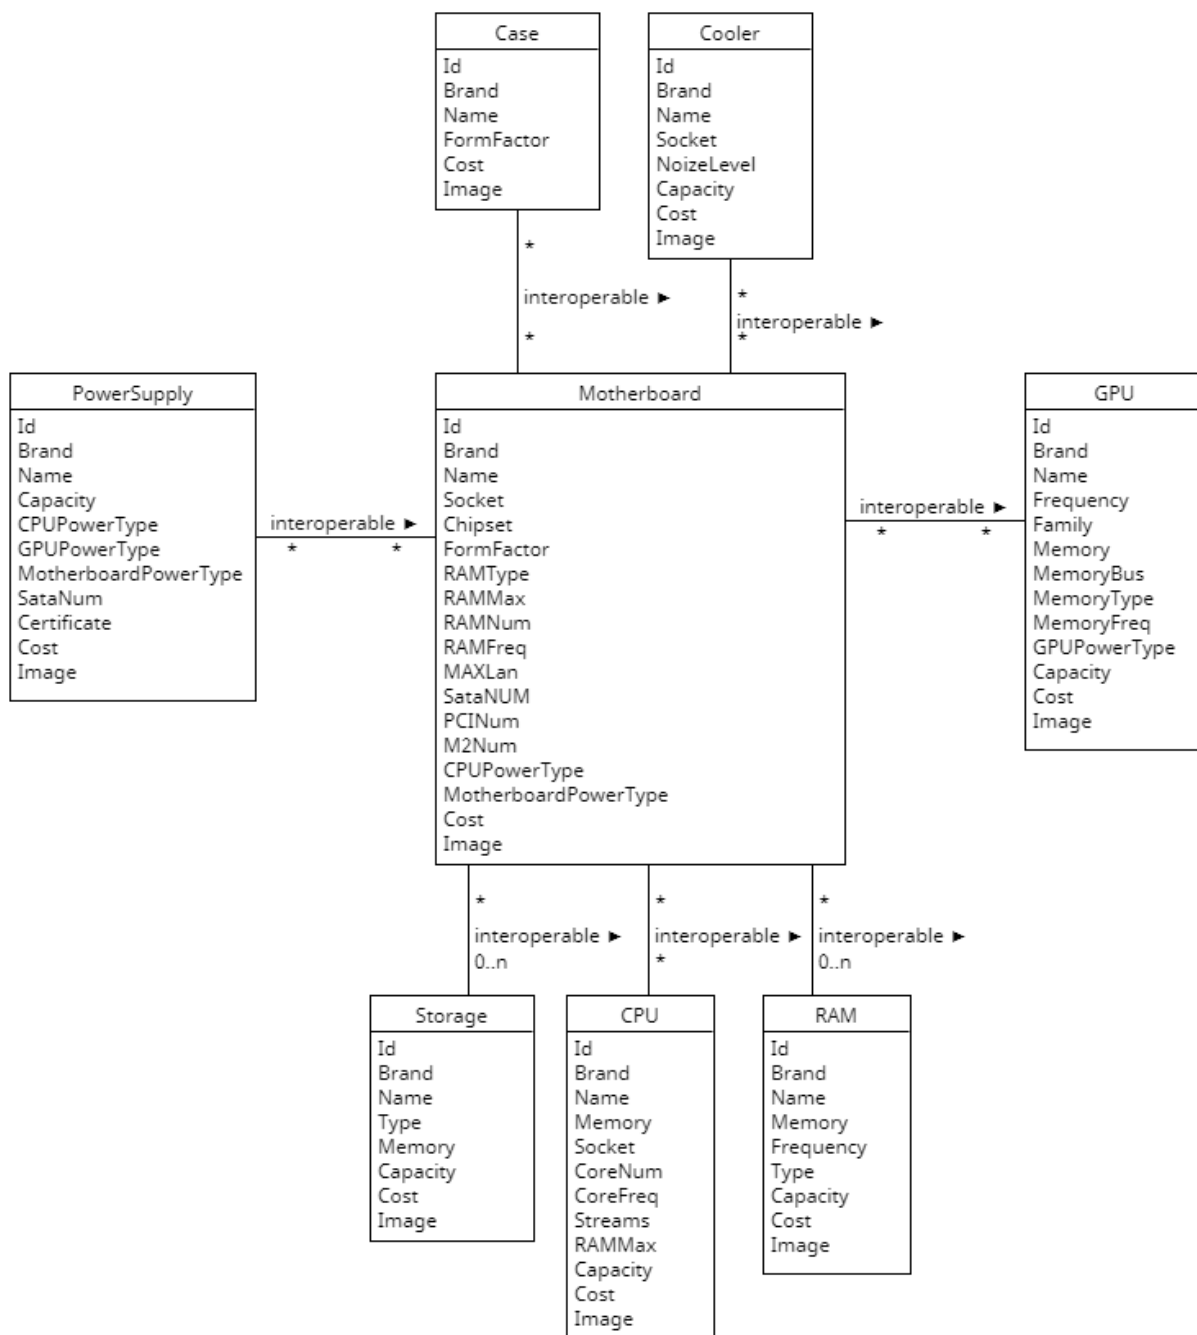 Case
Id
Brand
Name
FormFactor
Cost
Image
*
interoperable ►
*
Cooler
Id
Brand
Name
Socket
NoizeLevel
Capacity
Cost
Image
*
interoperable ►
*
PowerSupply
Id
Brand
Name
Capacity
CPUPowerType
GPUPowerType
MotherboardPowerType
SataNum
Certificate
Cost
Image
interoperable ►
* *
Motherboard
Id
Brand
Name
Socket
Chipset
FormFactor
RAMType
RAMMax
RAMNum
RAMFreq
MAXLan
SataNUM
PCINum
M2Num
CPUPowerType
MotherboardPowerType
Cost
Image
interoperable ►
* *
GPU
Id
Brand
Name
Frequency
Family
Memory
MemoryBus
MemoryType
MemoryFreq
GPUPowerType
Capacity
Cost
Image
*
interoperable ►
0..n
*
interoperable ►
*
*
interoperable ►
0..n
Storage
Id
Brand
Name
Type
Memory
Capacity
Cost
Image
CPU
Id
Brand
Name
Memory
Socket
CoreNum
CoreFreq
Streams
RAMMax
Capacity
Cost
Image
RAM
Id
Brand
Name
Memory
Frequency
Type
Capacity
Cost
Image